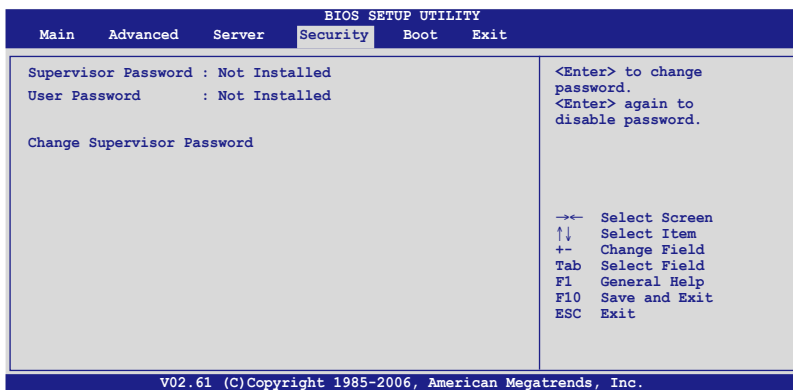 BIOS SETUP UTILITY
Main Advanced Server Security Boot Exit
Supervisor Password : Not Installed
User Password : Not Installed
Change Supervisor Password
<Enter> to change
password.
<Enter> again to
disable password.
→← Select Screen
↑↓ Select Item
+- Change Field
Tab Select Field
F1 General Help
F10 Save and Exit
ESC Exit
V02.61 (C)Copyright 1985-2006, American Megatrends, Inc.